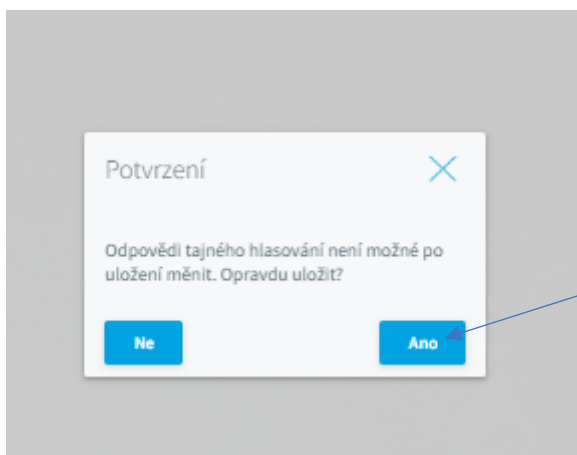 Potvrzení
Odpovědi tajného hlasování není možné po
uložení měnit. Opravdu uložit?
Ne
Ano